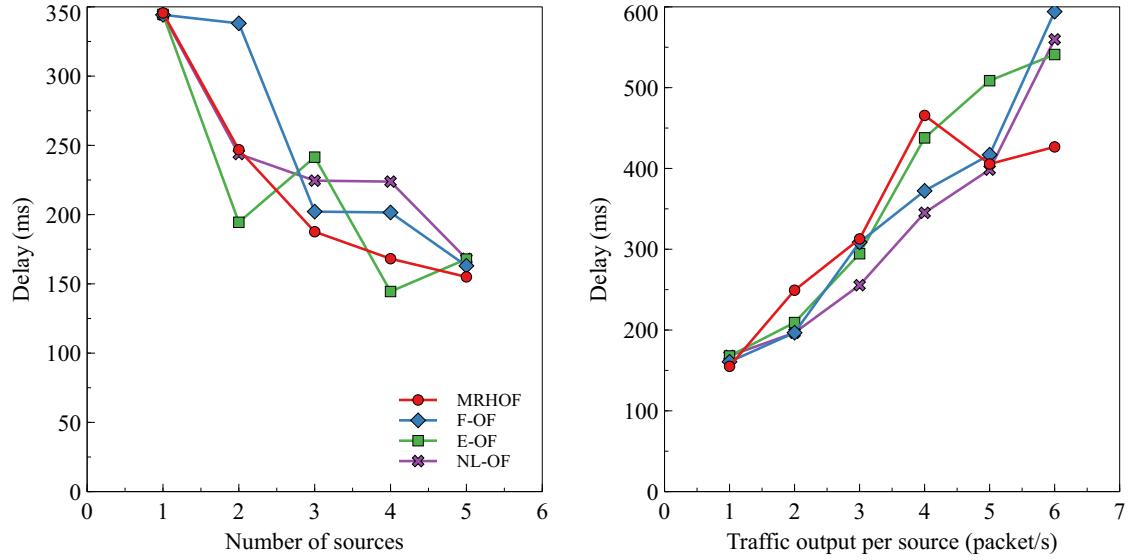 350
300
250
200
150
100
50
0
Delay (ms)
0 1 2 3 4 5 6
Number of sources
MRHOF
F-OF
E-OF
NL-OF
600
500
400
300
200
100
0
Delay (ms)
0 1 2 3 4 5 6 7
Traffic output per source (packet/s)